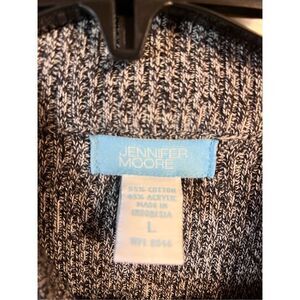 JENNIFER
MOORE
55% COTTON
45% ACRYLIC
MADE IN
INDONESIA
L